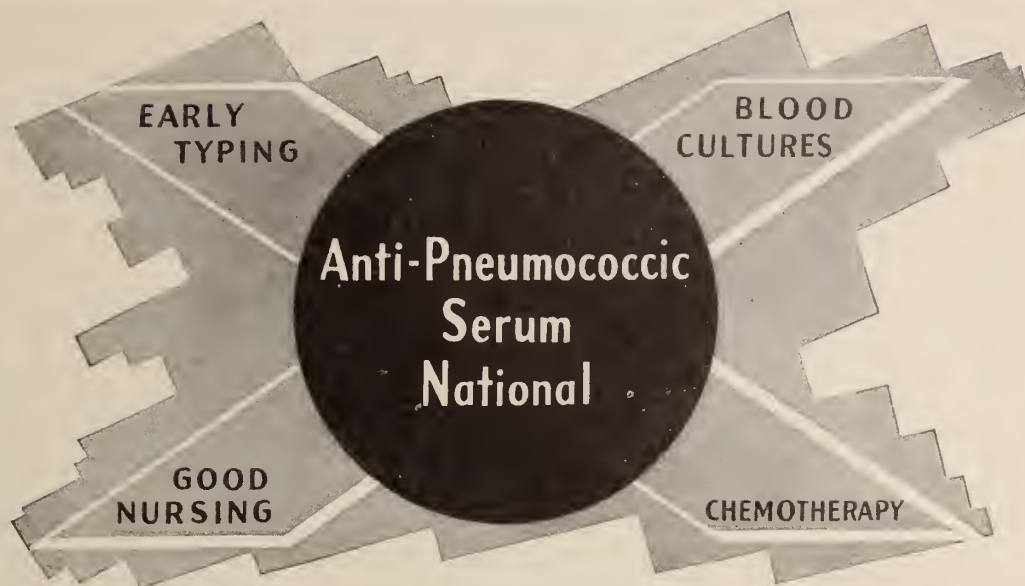 EARLY
TYPING
BLOOD
CULTURES
Anti-Pneumococcic
Serum
National
GOOD
NURSING
CHEMOTHERAPY